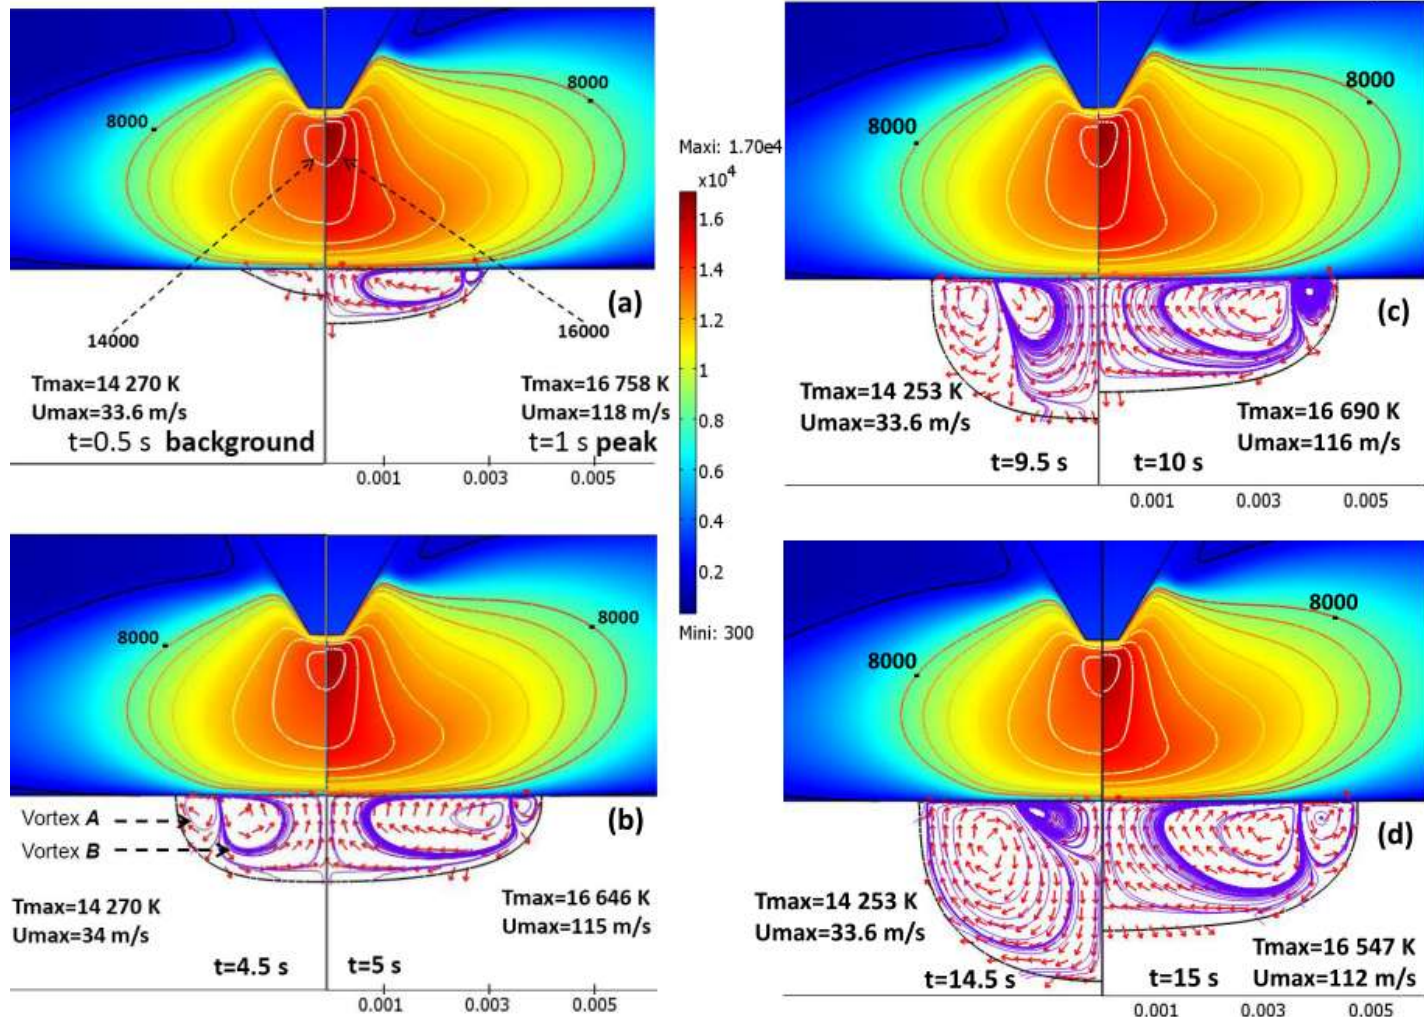 8000
8000
(a)
14000
16000
Tmax=14 270 K
Umax=33.6 m/s
t=0.5 s background
Tmax=16 758 K
Umax=118 m/s
t=1 s peak
0.001
0.003
0.005
Maxi: 1.70e4
x10⁴
1.6
1.4
1.2
1
0.8
0.6
0.4
0.2
Mini: 300
8000
8000
(c)
Tmax=14 253 K
Umax=33.6 m/s
Tmax=16 690 K
Umax=116 m/s
t=9.5 s
t=10 s
0.001
0.003
0.005
8000
8000
Vortex A
Vortex B
(b)
Tmax=14 270 K
Umax=34 m/s
Tmax=16 646 K
Umax=115 m/s
t=4.5 s
t=5 s
0.001
0.003
0.005
8000
8000
(d)
Tmax=14 253 K
Umax=33.6 m/s
t=14.5 s
t=15 s
Tmax=16 547 K
Umax=112 m/s
0.001
0.003
0.005